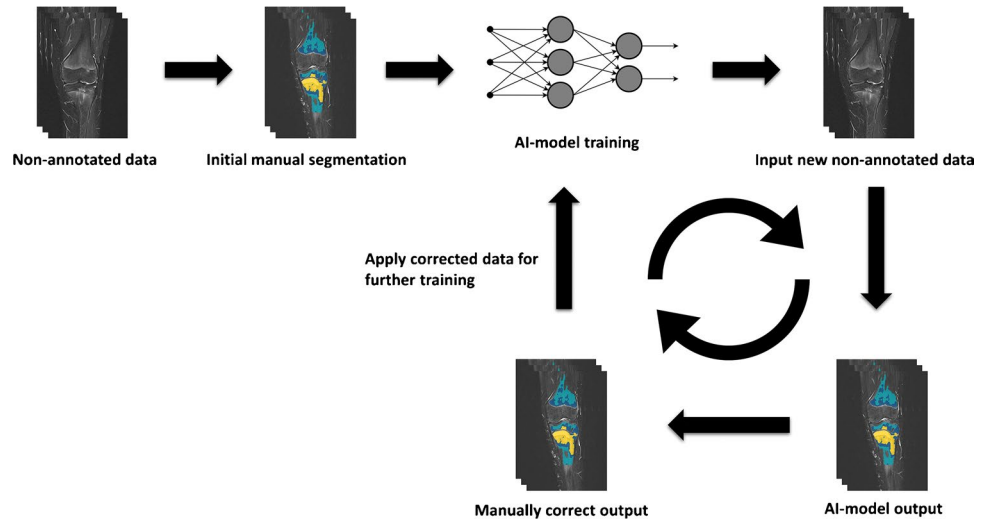 Non-annotated data
Initial manual segmentation
AI-model training
Input new non-annotated data
Apply corrected data for
further training
Manually correct output
AI-model output